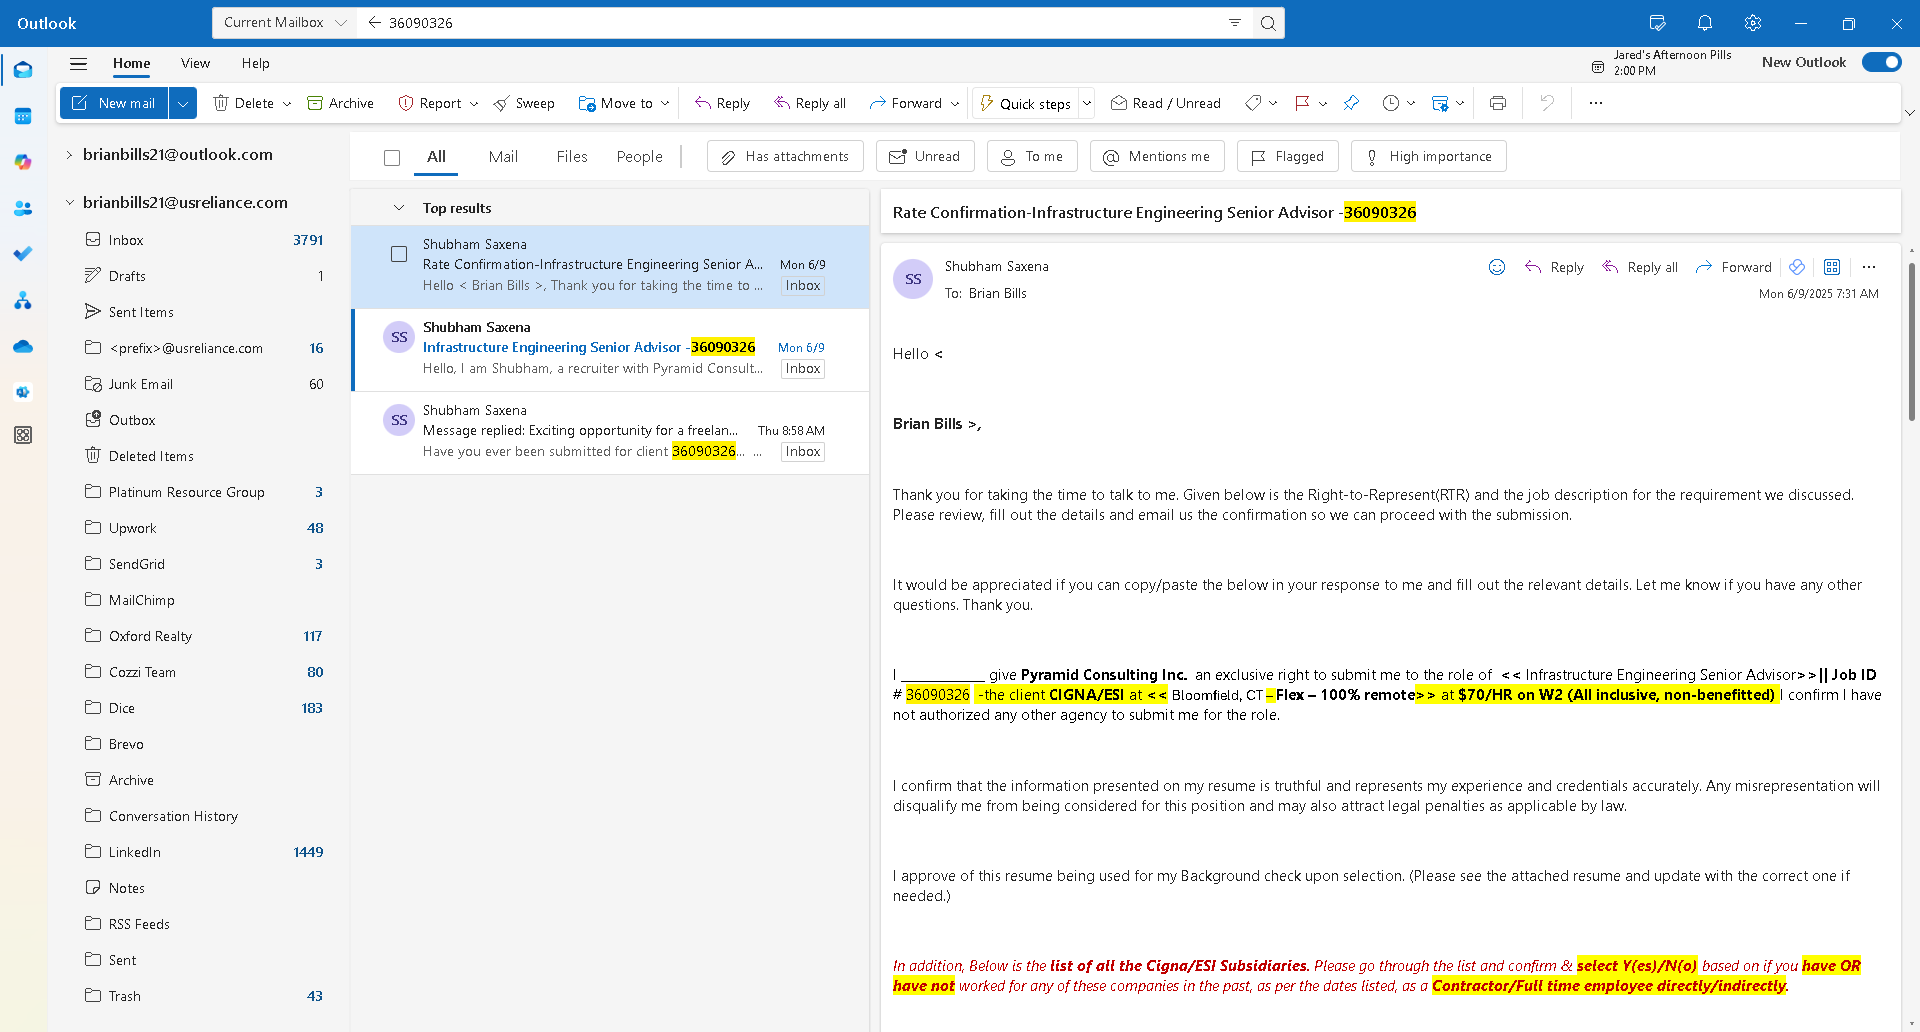 Outlook
Current Mailbox
36090326
Home
View
Help
Jared's Afternoon Pills
2:00 PM
New Outlook
New mail
Delete
Archive
Report
Sweep
Move to
Reply
Reply all
Forward
Quick steps
Read / Unread
brianbills21@outlook.com
brianbills21@usreliance.com
Inbox 3791
Drafts 1
Sent Items
<prefix>@usreliance.com 16
Junk Email 60
Outbox
Deleted Items
Platinum Resource Group 3
Upwork 48
SendGrid 3
MailChimp
Oxford Realty 117
Cozzi Team 80
Dice 183
Brevo
Archive
Conversation History
LinkedIn 1449
Notes
RSS Feeds
Sent
Trash 43
All
Mail
Files
People
Has attachments
Unread
To me
Mentions me
Flagged
High importance
Top results
Shubham Saxena
Rate Confirmation-Infrastructure Engineering Senior A... Mon 6/9
Hello < Brian Bills >, Thank you for taking the time to ... Inbox
SS
Shubham Saxena
Infrastructure Engineering Senior Advisor -36090326 Mon 6/9
Hello, I am Shubham, a recruiter with Pyramid Consult... Inbox
SS
Shubham Saxena
Message replied: Exciting opportunity for a freelan... Thu 8:58 AM
Have you ever been submitted for client 36090326... ... Inbox
Rate Confirmation-Infrastructure Engineering Senior Advisor -36090326
SS
Shubham Saxena
To: Brian Bills
Reply
Reply all
Forward
Mon 6/9/2025 7:31 AM
Hello <
Brian Bills >,
Thank you for taking the time to talk to me. Given below is the Right-to-Represent(RTR) and the job description for the requirement we discussed.
Please review, fill out the details and email us the confirmation so we can proceed with the submission.
It would be appreciated if you can copy/paste the below in your response to me and fill out the relevant details. Let me know if you have any other
questions. Thank you.
I ____________ give Pyramid Consulting Inc. an exclusive right to submit me to the role of << Infrastructure Engineering Senior Advisor>>|| Job ID
# 36090326 -the client CIGNA/ESI at << Bloomfield, CT – Flex – 100% remote>> at $70/HR on W2 (All inclusive, non-benefitted) I confirm I have
not authorized any other agency to submit me for the role.
I confirm that the information presented on my resume is truthful and represents my experience and credentials accurately. Any misrepresentation will
disqualify me from being considered for this position and may also attract legal penalties as applicable by law.
I approve of this resume being used for my Background check upon selection. (Please see the attached resume and update with the correct one if
needed.)
In addition, Below is the list of all the Cigna/ESI Subsidiaries. Please go through the list and confirm & select Y(es)/N(o) based on if you have OR
have not worked for any of these companies in the past, as per the dates listed, as a Contractor/Full time employee directly/indirectly.